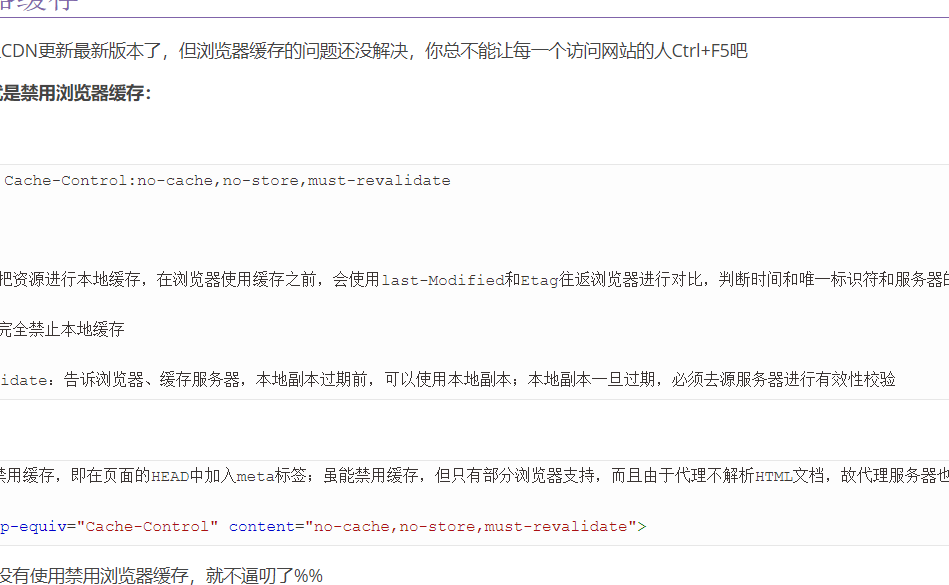 器缓存
CDN更新最新版本了，但浏览器缓存的问题还没解决，你总不能让每一个访问网站的人Ctrl+F5吧
是禁用浏览器缓存：
Cache-Control:no-cache,no-store,must-revalidate
把资源进行本地缓存，在浏览器使用缓存之前，会使用last-Modified和Etag往返浏览器进行对比，判断时间和唯一标识符和服务器的
完全禁止本地缓存
idate：告诉浏览器、缓存服务器，本地副本过期前，可以使用本地副本；本地副本一旦过期，必须去源服务器进行有效性校验
禁用缓存，即在页面的HEAD中加入meta标签；虽能禁用缓存，但只有部分浏览器支持，而且由于代理不解析HTML文档，故代理服务器也
p-equiv="Cache-Control" content="no-cache,no-store,must-revalidate">
没有使用禁用浏览器缓存，就不逼叨了%%